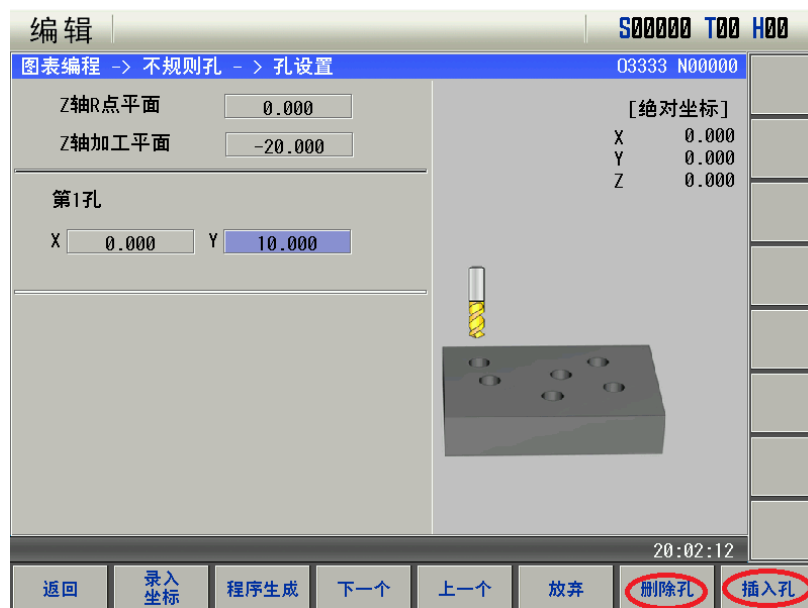 编辑 S00000 T00 H00
图表编程 -> 不规则孔 - > 孔设置 O3333 N00000
Z轴R点平面 0.000
[绝对坐标]
X 0.000
Z轴加工平面 -20.000
Y 0.000
Z 0.000
第1孔
X 0.000 Y 10.000
20:02:12
返回 录入坐标 程序生成 下一个 上一个 放弃 删除孔 插入孔